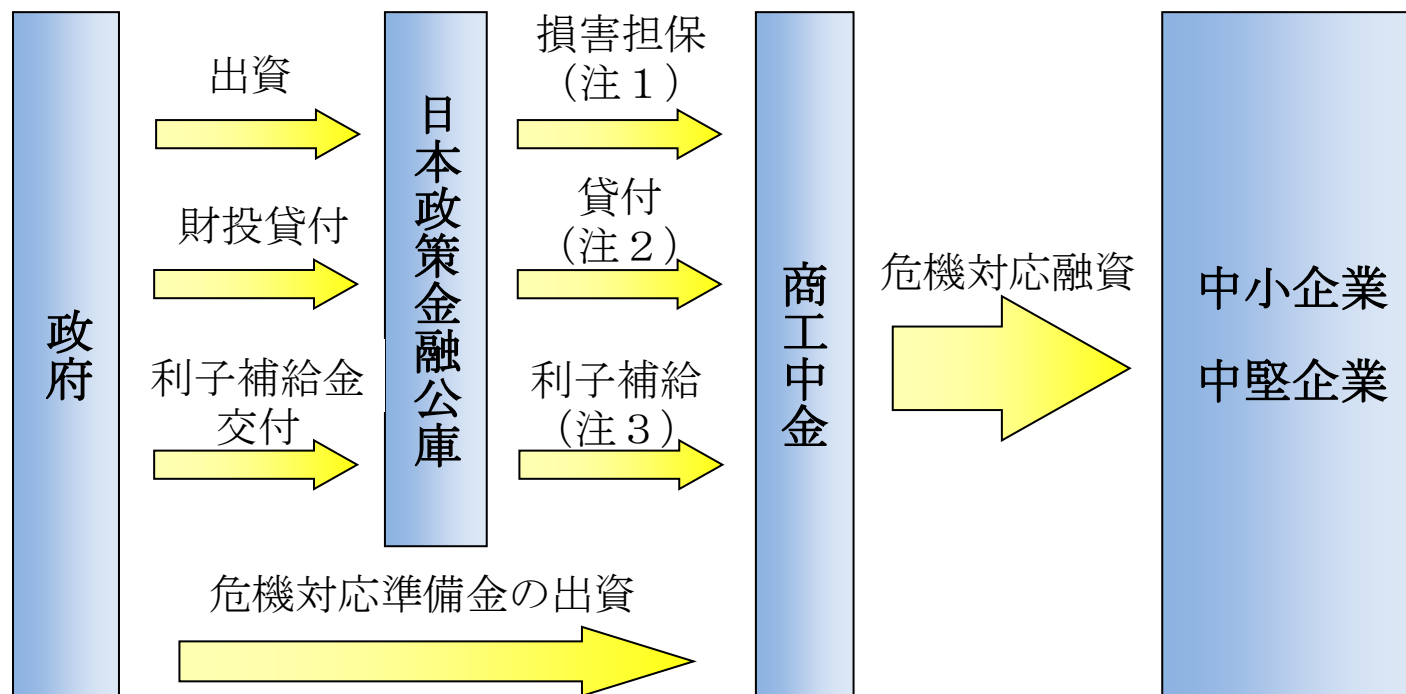 政府
出資
財投貸付
利子補給金
交付
日本政策金融公庫
損害担保
（注１）
貸付
（注２）
利子補給
（注３）
危機対応準備金の出資
商工中金
危機対応融資
中小企業
中堅企業